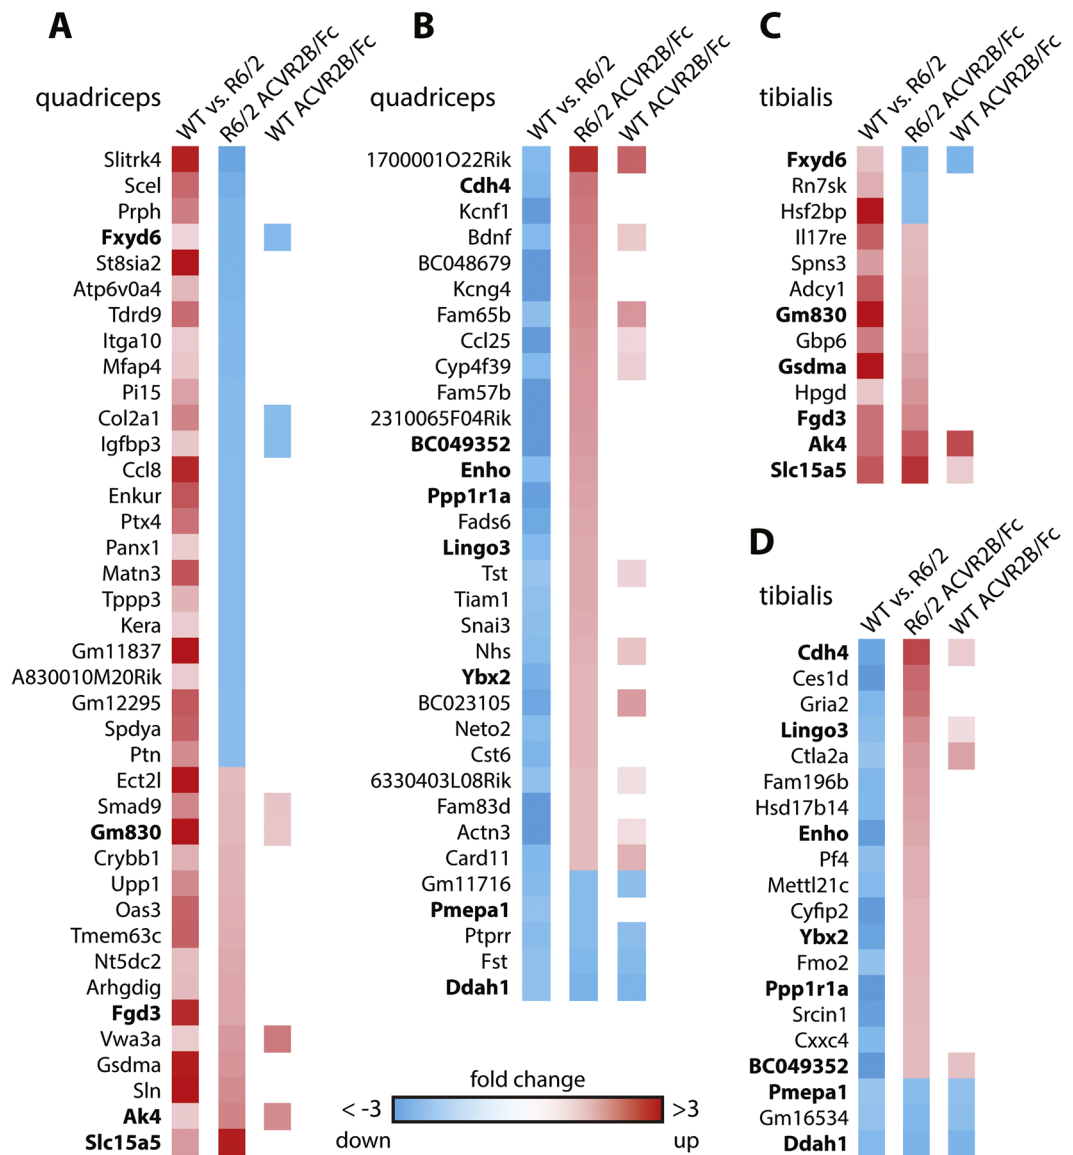 A
quadriceps
WT vs. R6/2
R6/2 ACVR2B/Fc
WT ACVR2B/Fc
Slitrk4
Scel
Prph
Fxyd6
St8sia2
Atp6v0a4
Tdrd9
Itga10
Mfap4
Pi15
Col2a1
Igfbp3
Ccl8
Enkur
Ptx4
Panx1
Matn3
Tppp3
Kera
Gm11837
A830010M20Rik
Gm12295
Spdya
Ptn
Ect2l
Smad9
Gm830
Crybb1
Upp1
Oas3
Tmem63c
Nt5dc2
Arhgdig
Fgd3
Vwa3a
Gsdma
Sln
Ak4
Slc15a5
B
quadriceps
WT vs. R6/2
R6/2 ACVR2B/Fc
WT ACVR2B/Fc
1700001O22Rik
Cdh4
Kcnf1
Bdnf
BC048679
Kcng4
Fam65b
Ccl25
Cyp4f39
Fam57b
2310065F04Rik
BC049352
Enho
Ppp1r1a
Fads6
Lingo3
Tst
Tiam1
Snai3
Nhs
Ybx2
BC023105
Neto2
Cst6
6330403L08Rik
Fam83d
Actn3
Card11
Gm11716
Pmepa1
Ptprr
Fst
Ddah1
fold change
< -3
>3
down
up
C
tibialis
WT vs. R6/2
R6/2 ACVR2B/Fc
WT ACVR2B/Fc
Fxyd6
Rn7sk
Hsf2bp
Il17re
Spns3
Adcy1
Gm830
Gbp6
Gsdma
Hpgd
Fgd3
Ak4
Slc15a5
D
tibialis
WT vs. R6/2
R6/2 ACVR2B/Fc
WT ACVR2B/Fc
Cdh4
Ces1d
Gria2
Lingo3
Ctla2a
Fam196b
Hsd17b14
Enho
Pf4
Mettl21c
Cyfip2
Ybx2
Fmo2
Ppp1r1a
Srcin1
Cxxc4
BC049352
Pmepa1
Gm16534
Ddah1